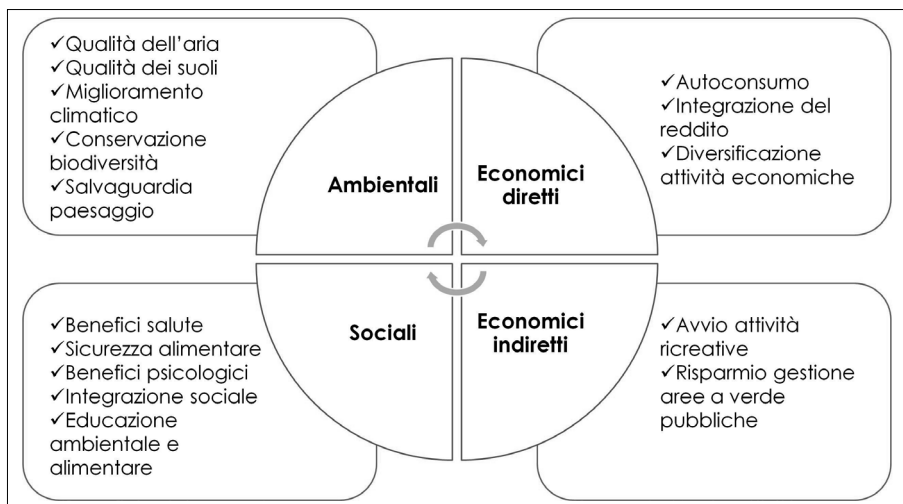 ✓Qualità dell'aria
✓Qualità dei suoli
✓Miglioramento
climatico
✓Conservazione
biodiversità
✓Salvaguardia
paesaggio
Ambientali
Economici
diretti
✓Autoconsumo
✓Integrazione del
reddito
✓Diversificazione
attività economiche
✓Benefici salute
✓Sicurezza alimentare
✓Benefici psicologici
✓Integrazione sociale
✓Educazione
ambientale e
alimentare
Sociali
Economici
indiretti
✓Avvio attività
ricreative
✓Risparmio gestione
aree a verde
pubbliche